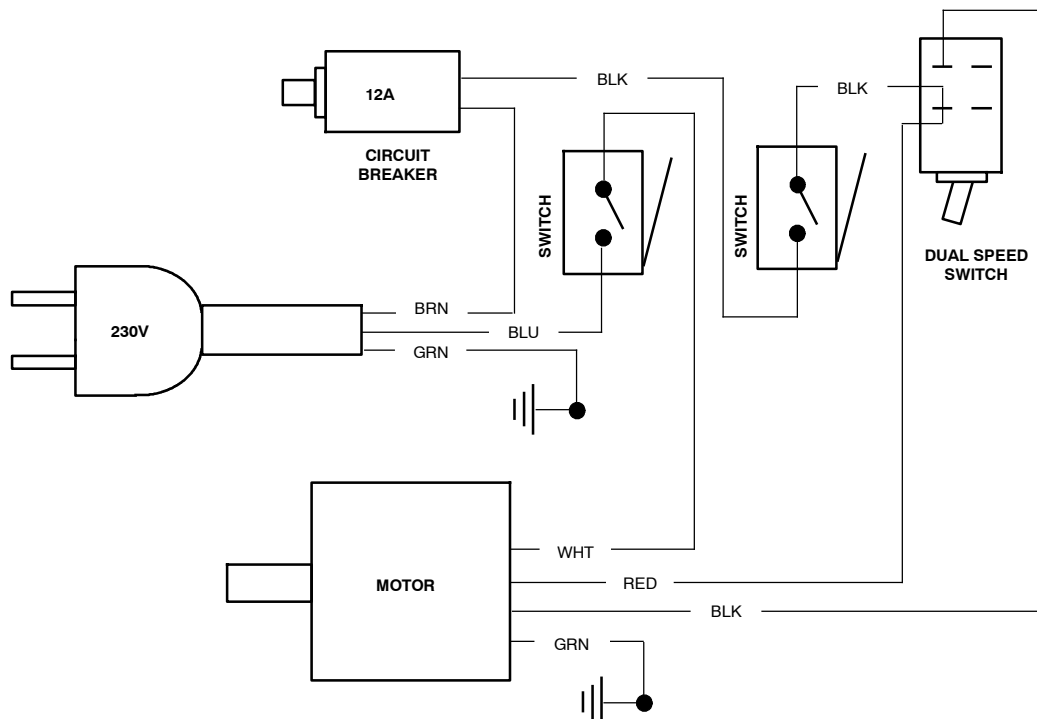 12A
CIRCUIT
BREAKER
BLK
BLK
SWITCH
SWITCH
DUAL SPEED
SWITCH
230V
BRN
BLU
GRN
MOTOR
WHT
RED
BLK
GRN